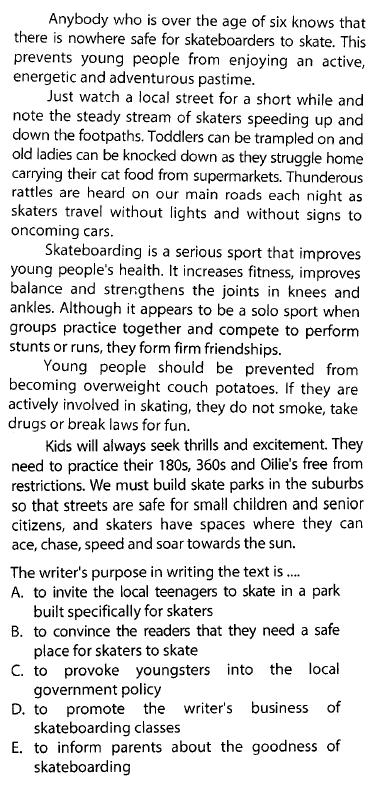 Anybody who is over the age of six knows that
there is nowhere safe for skateboarders to skate. This
prevents young people from enjoying an active,
energetic and adventurous pastime.
Just watch a local street for a short while and
note the steady stream of skaters speeding up and
down the footpaths. Toddlers can be trampled on and
old ladies can be knocked down as they struggle home
carrying their cat food from supermarkets. Thunderous
rattles are heard on our main roads each night as
skaters travel without lights and without signs to
oncoming cars.
Skateboarding is a serious sport that improves
young people's health. It increases fitness, improves
balance and strengthens the joints in knees and
ankles. Although it appears to be a solo sport when
groups practice together and compete to perform
stunts or runs, they form firm friendships.
Young people should be prevented from
becoming overweight couch potatoes. If they are
actively involved in skating, they do not smoke, take
drugs or break laws for fun.
Kids will always seek thrills and excitement. They
need to practice their 180s, 360s and Oilie's free from
restrictions. We must build skate parks in the suburbs
so that streets are safe for small children and senior
citizens, and skaters have spaces where they can
ace, chase, speed and soar towards the sun.
The writer's purpose in writing the text is ....
A. to invite the local teenagers to skate in a park
built specifically for skaters
B. to convince the readers that they need a safe
place for skaters to skate
C. to provoke youngsters into the local
government policy
D. to promote the writer's business of
skateboarding classes
E. to inform parents about the goodness of
skateboarding